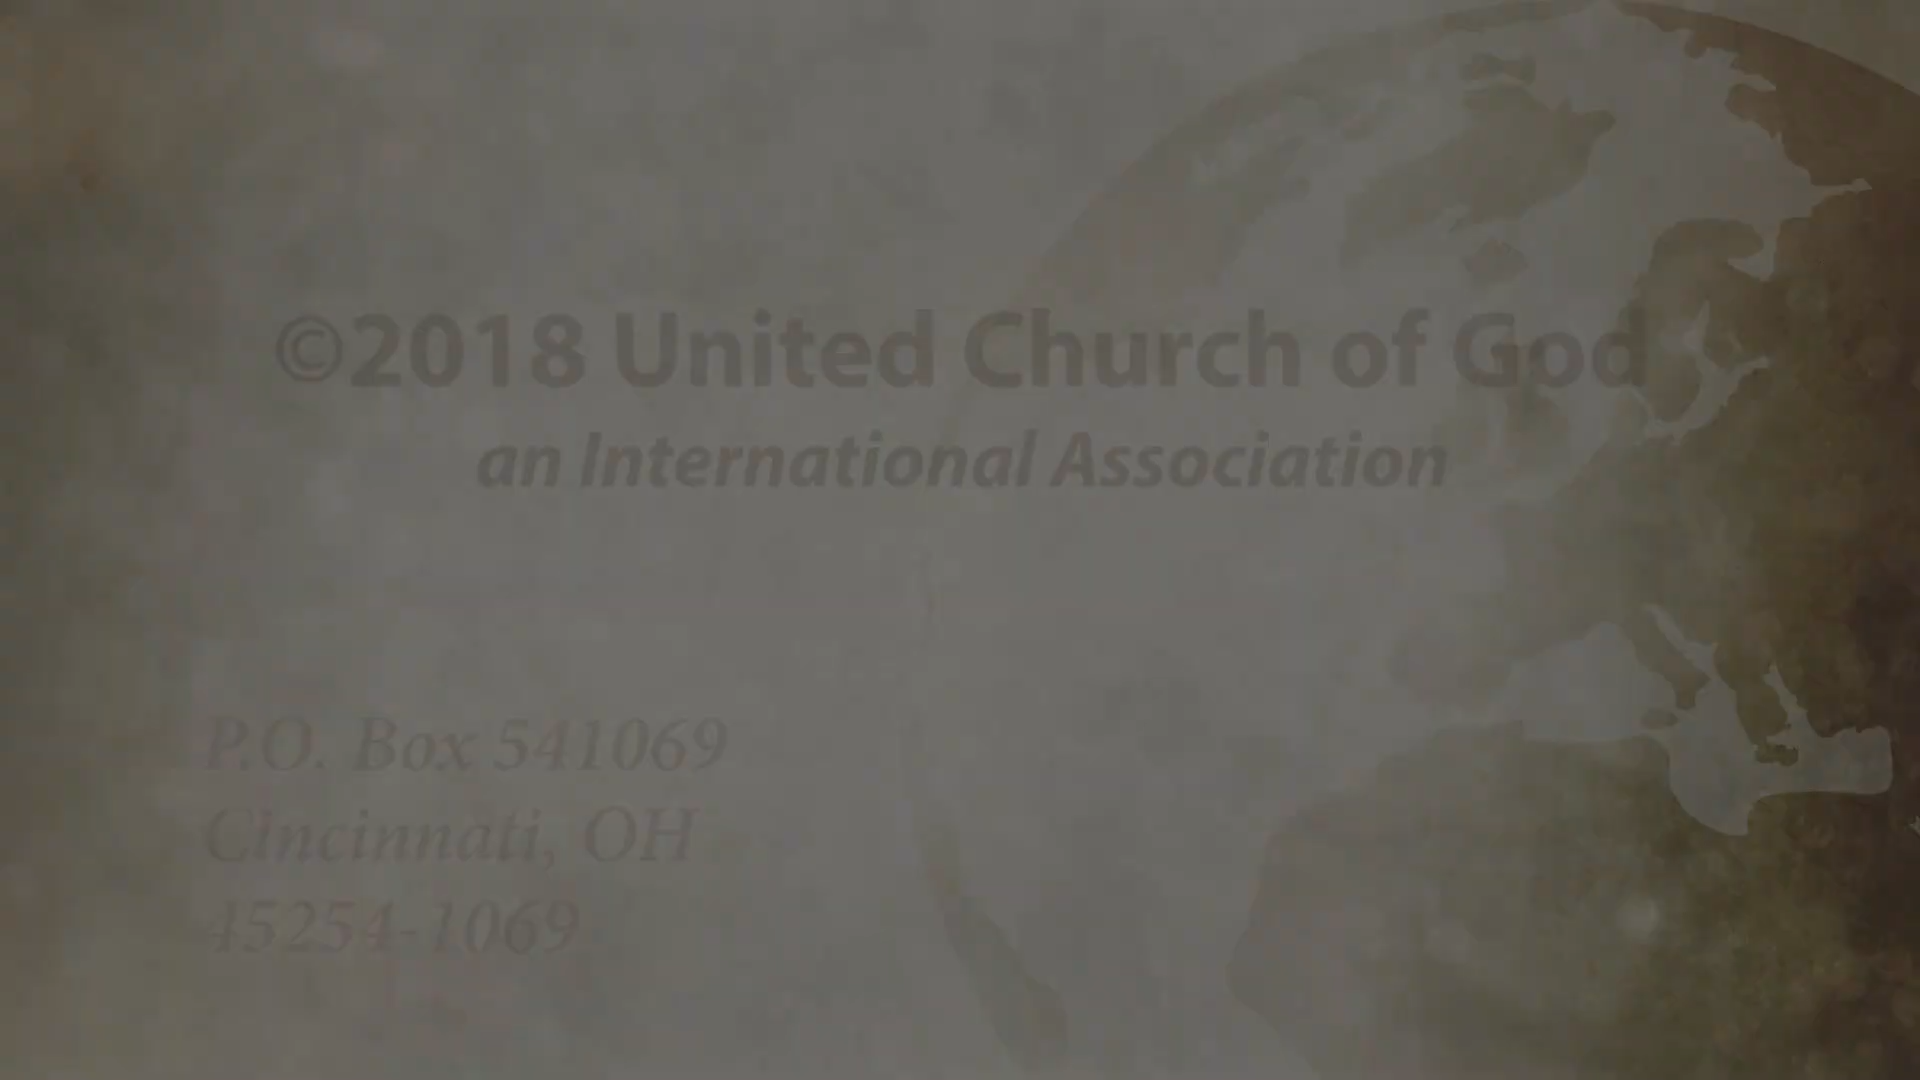 ©2018 United Church of God
an International Association
P.O. Box 541069
CIncinnati, OH
45254-1069